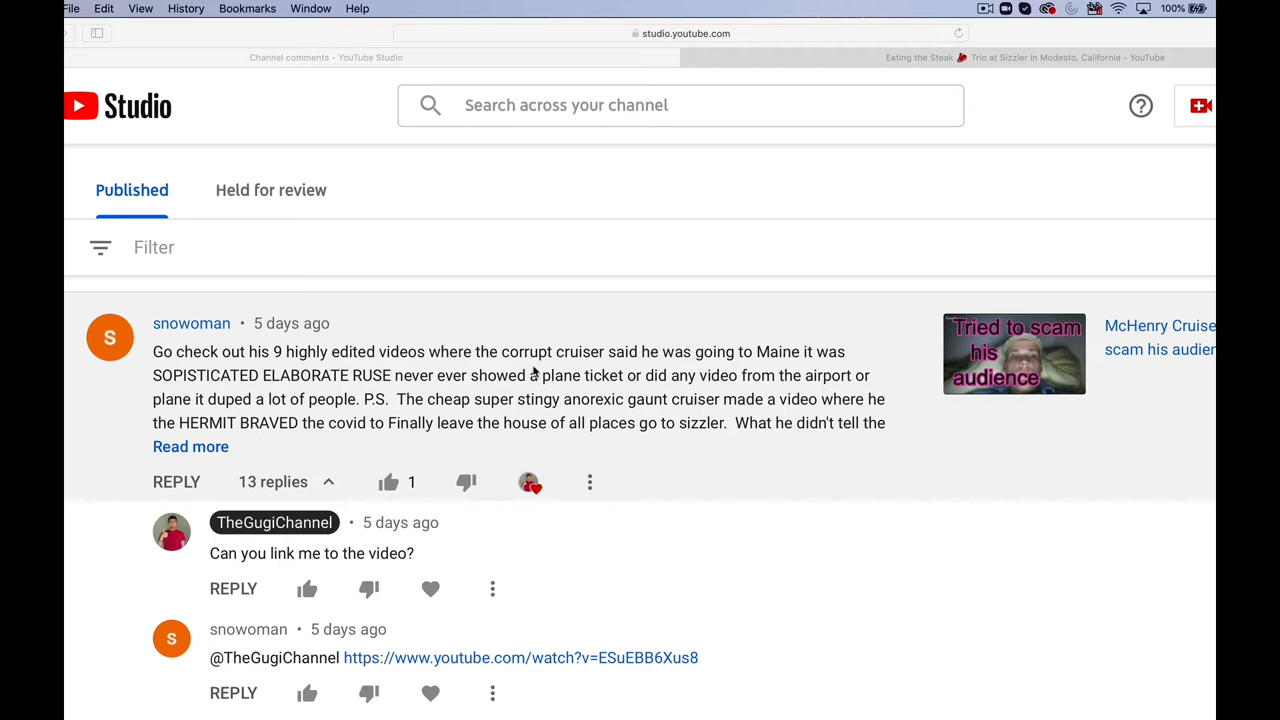 File Edit View History Bookmarks Window Help 100%
studio.youtube.com
Channel comments - YouTube Studio Eating the Steak 🥩 Trio at Sizzler in Modesto, California - YouTube
Studio Search across your channel
Published Held for review
Filter
snowoman • 5 days ago
Go check out his 9 highly edited videos where the corrupt cruiser said he was going to Maine it was
SOPISTICATED ELABORATE RUSE never ever showed a plane ticket or did any video from the airport or
plane it duped a lot of people. P.S. The cheap super stingy anorexic gaunt cruiser made a video where he
the HERMIT BRAVED the covid to Finally leave the house of all places go to sizzler. What he didn't tell the
Read more
REPLY 13 replies 1
Tried to scam
his
audience
McHenry Cruise
scam his audien
TheGugiChannel • 5 days ago
Can you link me to the video?
REPLY
S
snowoman • 5 days ago
@TheGugiChannel https://www.youtube.com/watch?v=ESuEBB6Xus8
REPLY